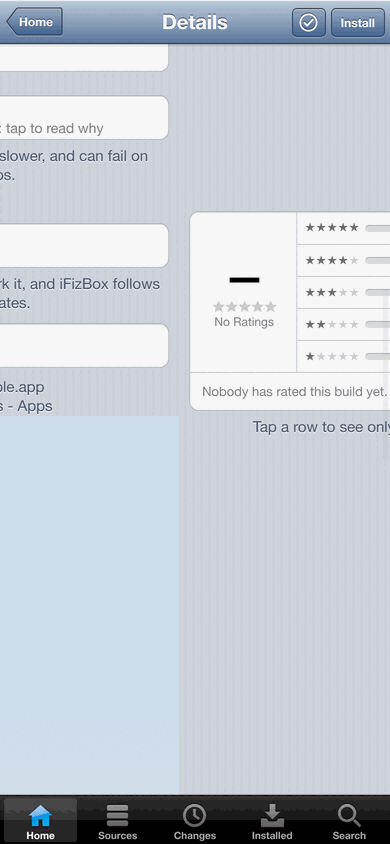 Home
Details
Install
: tap to read why
slower, and can fail on
os.
rk it, and iFizBox follows
ates.
ple.app
s - Apps
No Ratings
Nobody has rated this build yet.
Tap a row to see only
Home
Sources
Changes
Installed
Search